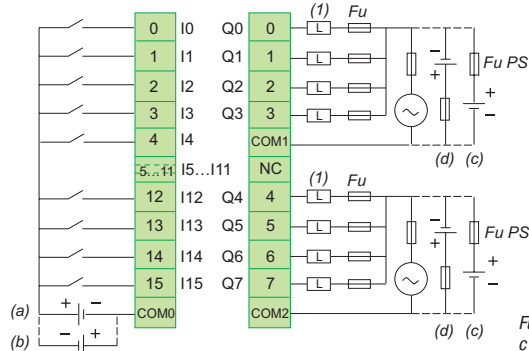 (1) Fu
0 I0 Q0 0 L
1 I1 Q1 1 L
2 I2 Q2 2 L Fu PS
3 I3 Q3 3 L
4 I4 COM1
(d) (c)
5...11 I5...I11 NC
(1) Fu
12 I12 Q4 4 L
13 I13 Q5 5 L
14 I14 Q6 6 L Fu PS
15 I15 Q7 7 L
(a) + − COM0 COM2
(b) − + (d) (c)